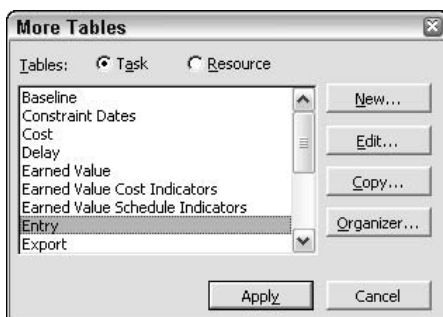 More Tables
Tables: Task Resource
Baseline
Constraint Dates
Cost
Delay
Earned Value
Earned Value Cost Indicators
Earned Value Schedule Indicators
Entry
Export
New...
Edit...
Copy...
Organizer...
Apply Cancel